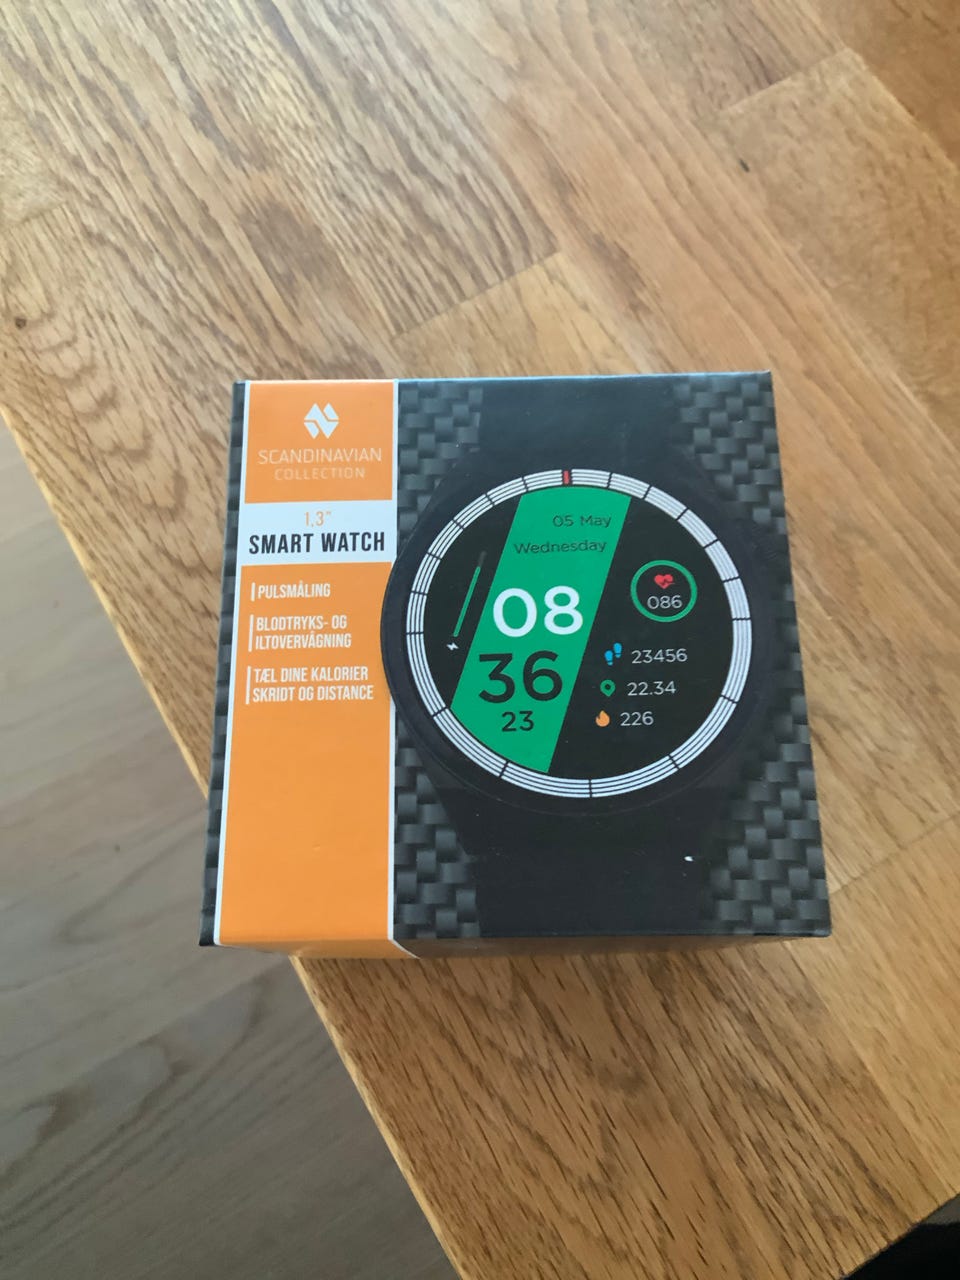 SCANDINAVIAN
COLLECTION
1,3"
SMART WATCH
PULSMÅLING
BLODTRYKS- OG
ILTOVERVÅGNING
TÆL DINE KALORIER
SKRIDT OG DISTANCE
05 May
Wednesday
08
36
23
086
23456
22.34
226